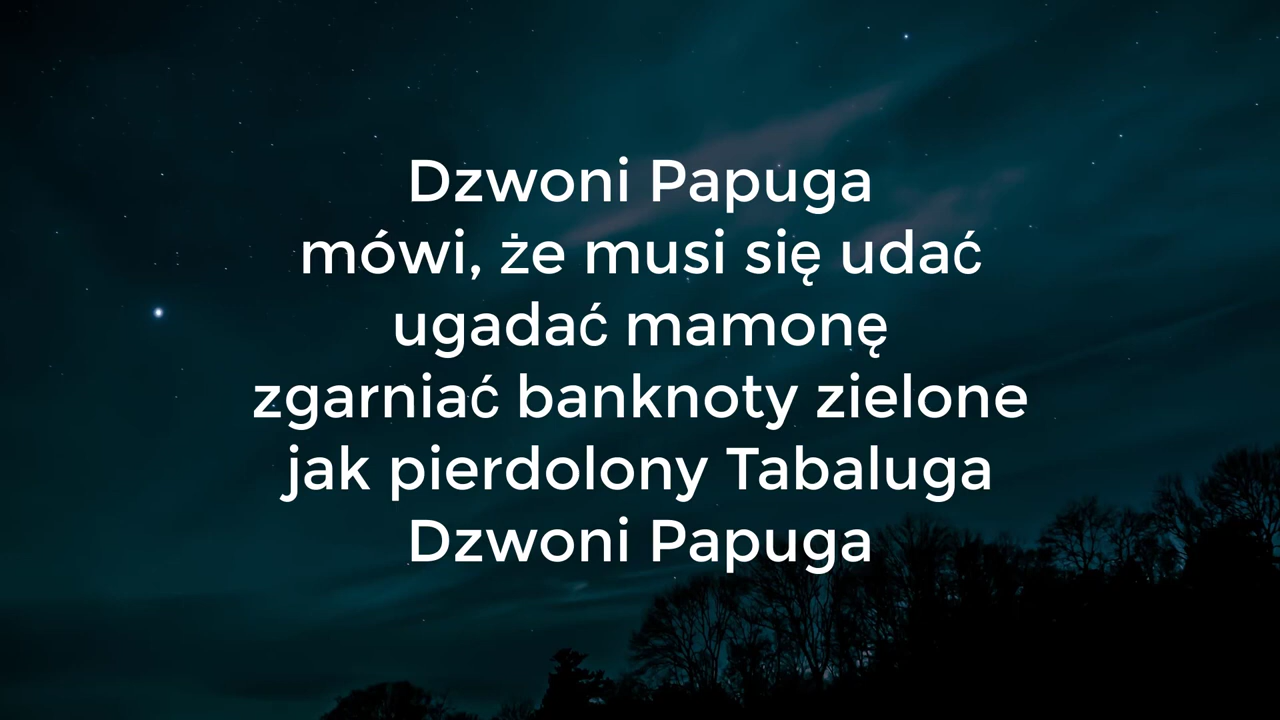 Dzwoni Papuga
mówi, że musi się udać
ugadać mamonę
zgarniać banknoty zielone
jak pierdolony Tabaluga
Dzwoni Papuga